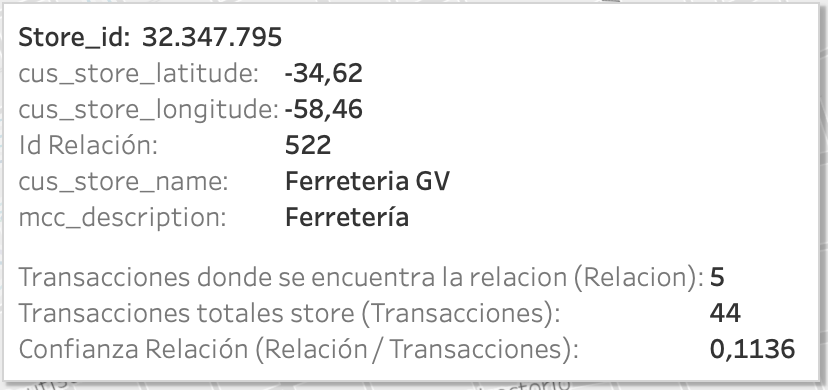 Store_id: 32.347.795
cus_store_latitude: -34,62
cus_store_longitude: -58,46
Id Relación: 522
cus_store_name: Ferreteria GV
mcc_description: Ferretería
Transacciones donde se encuentra la relacion (Relacion): 5
Transacciones totales store (Transacciones): 44
Confianza Relación (Relación / Transacciones): 0,1136